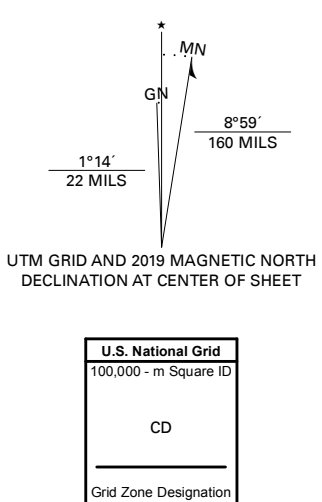 ★
MN
GN
8°59´
160 MILS
1°14´
22 MILS
UTM GRID AND 2019 MAGNETIC NORTH
DECLINATION AT CENTER OF SHEET
U.S. National Grid
100,000 - m Square ID
CD
Grid Zone Designation